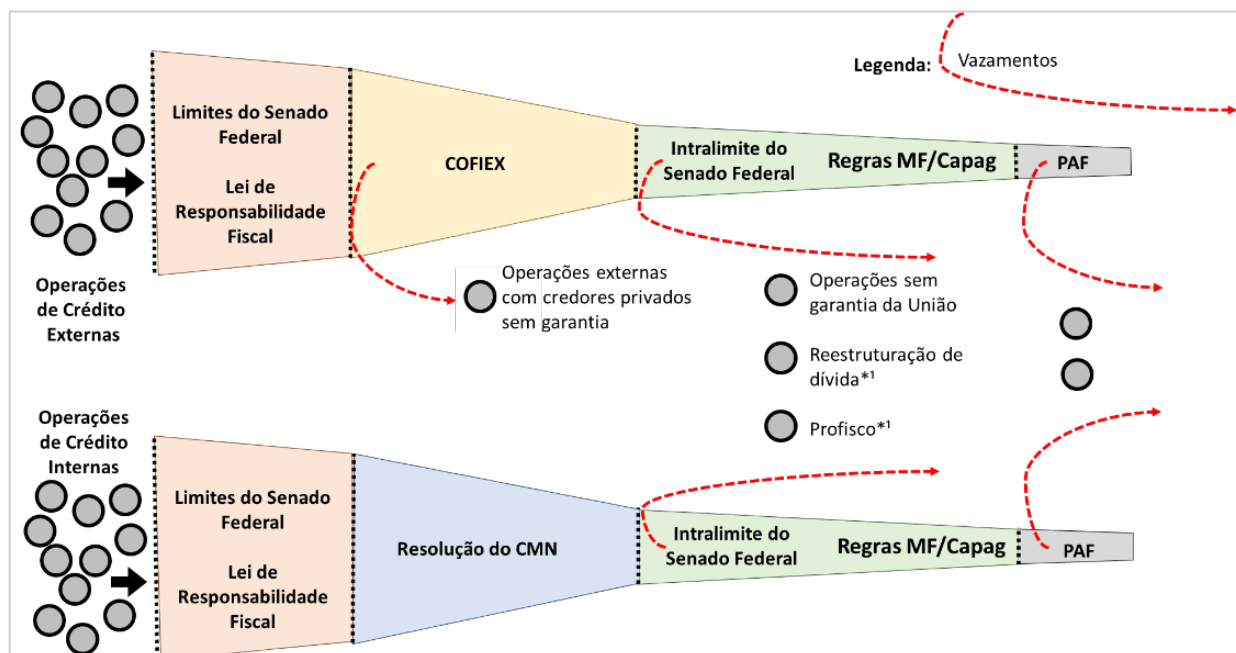 Legenda:
Vazamentos
Limites do Senado
Federal
Lei de
Responsabilidade
Fiscal
COFIEX
Intralimite do
Senado Federal
Regras MF/Capag
PAF
Operações
de Crédito
Externas
Operações externas
com credores privados
sem garantia
Operações sem
garantia da União
Reestruturação de
dívida*¹
Profisco*¹
Operações
de Crédito
Internas
Limites do Senado
Federal
Lei de
Responsabilidade
Fiscal
Resolução do CMN
Intralimite do
Senado Federal
Regras MF/Capag
PAF